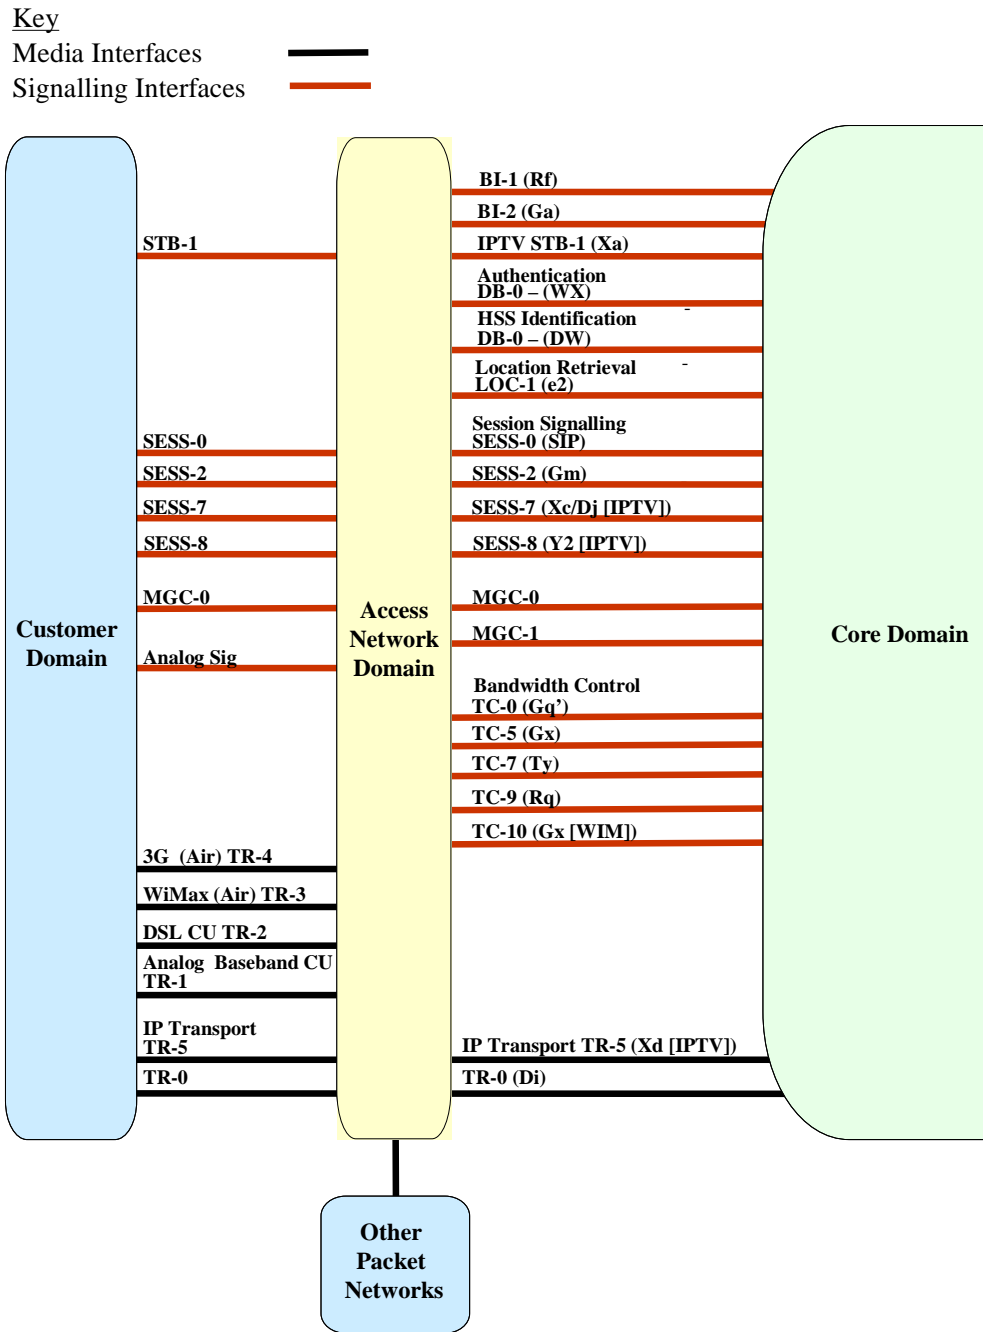 Key
Media Interfaces
Signalling Interfaces
BI-1 (Rf)
BI-2 (Ga)
STB-1
IPTV STB-1 (Xa)
Authentication
DB-0 – (WX)
-
HSS Identification
DB-0 – (DW)
Location Retrieval
-
LOC-1 (e2)
Session Signalling
SESS-0
SESS-0 (SIP)
SESS-2
SESS-2 (Gm)
SESS-7
SESS-7 (Xc/Dj [IPTV])
SESS-8
SESS-8 (Y2 [IPTV])
MGC-0
MGC-0
Customer
Domain
Access
Network
Domain
MGC-1
Core Domain
Analog Sig
Bandwidth Control
TC-0 (Gq’)
TC-5 (Gx)
TC-7 (Ty)
TC-9 (Rq)
TC-10 (Gx [WIM])
3G (Air) TR-4
WiMax (Air) TR-3
DSL CU TR-2
Analog Baseband CU
TR-1
IP Transport
TR-5
IP Transport TR-5 (Xd [IPTV])
TR-0
TR-0 (Di)
Other
Packet
Networks